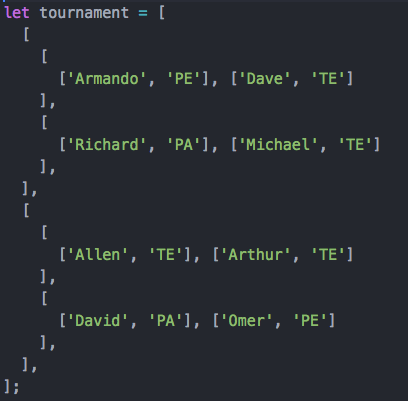 let tournament = [
  [
    [
      ['Armando', 'PE'], ['Dave', 'TE']
    ],
    [
      ['Richard', 'PA'], ['Michael', 'TE']
    ],
  ],
  [
    [
      ['Allen', 'TE'], ['Arthur', 'TE']
    ],
    [
      ['David', 'PA'], ['Omer', 'PE']
    ],
  ],
];